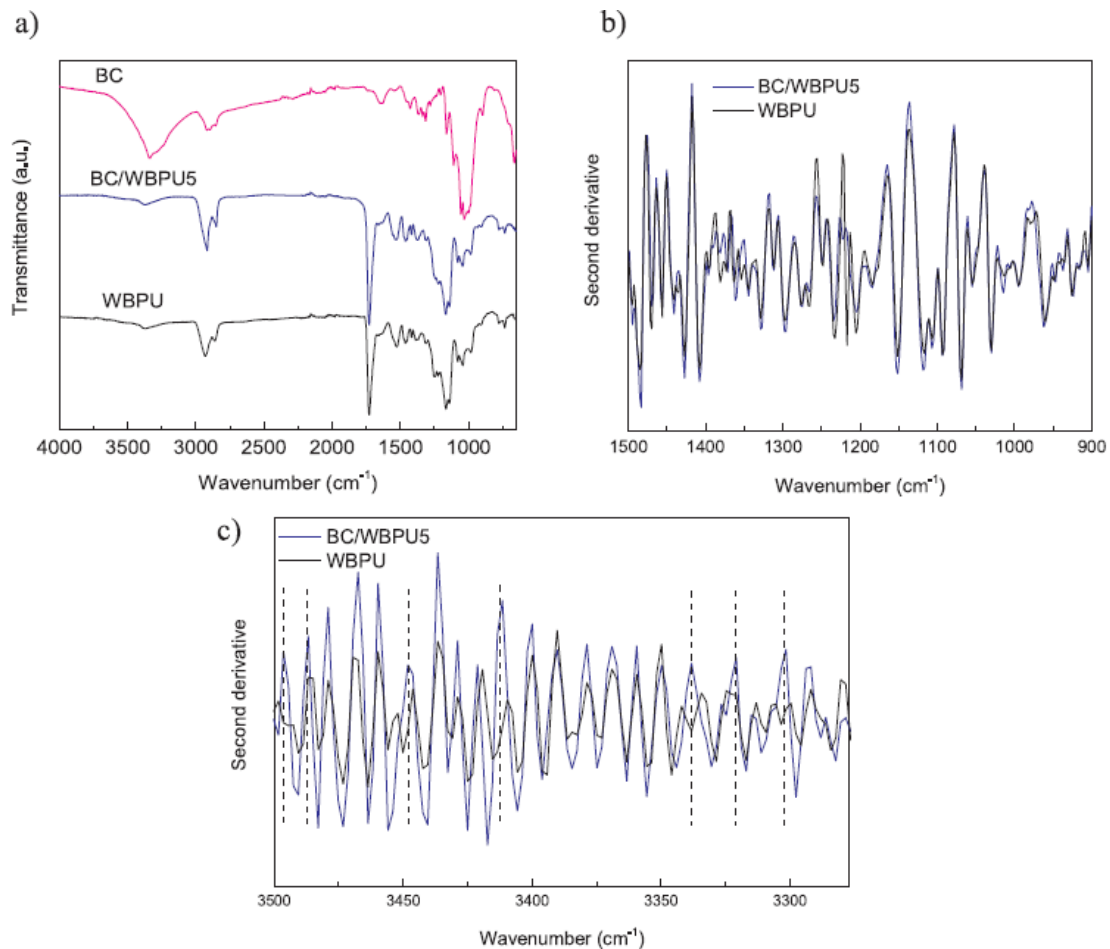 a)
BC
BC/WBPU5
WBPU
Transmittance (a.u.)
4000 3500 3000 2500 2000 1500 1000
Wavenumber (cm⁻¹)
b)
BC/WBPU5
WBPU
Second derivative
1500 1400 1300 1200 1100 1000 900
Wavenumber (cm⁻¹)
c)
BC/WBPU5
WBPU
Second derivative
3500 3450 3400 3350 3300
Wavenumber (cm⁻¹)